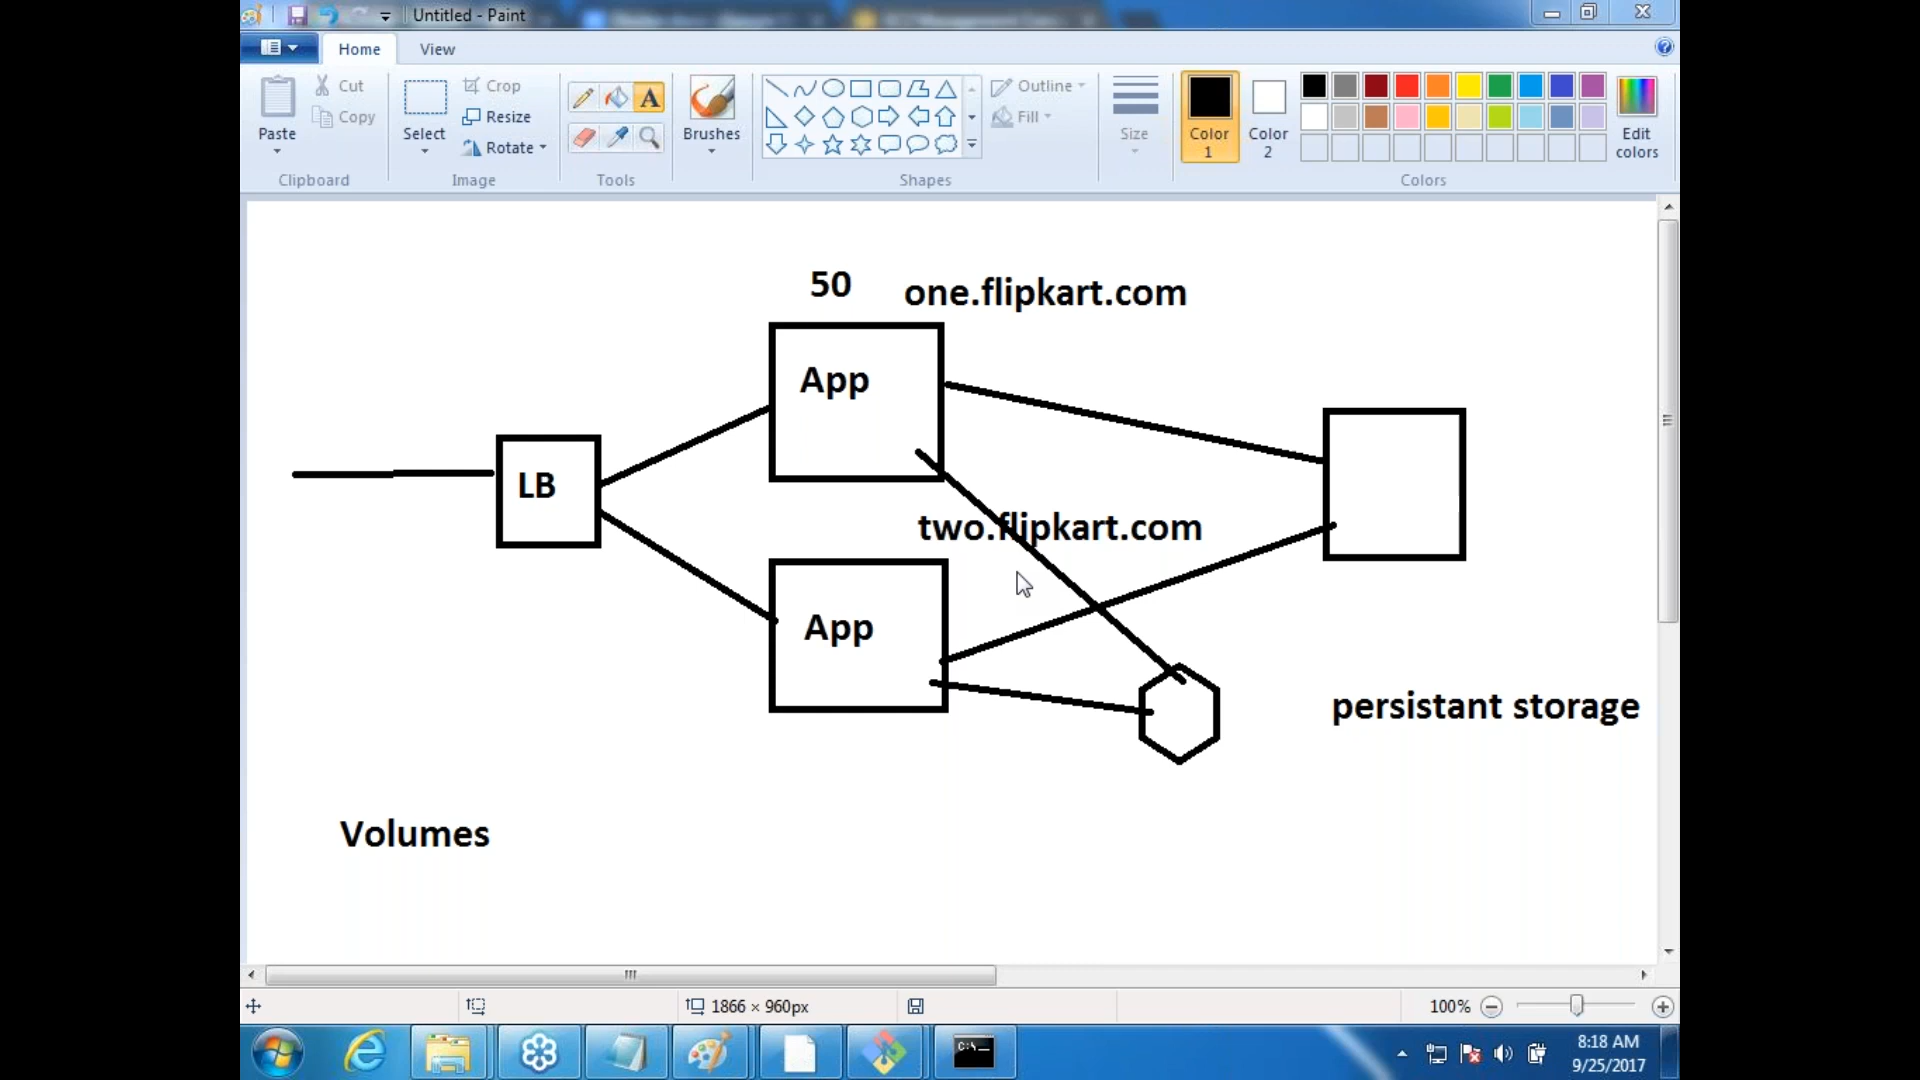 Untitled - Paint
Home
View
Paste
Cut
Copy
Clipboard
Select
Crop
Resize
Rotate
Image
A
Tools
Brushes
Outline
Fill
Shapes
Size
Color 1
Color 2
Edit colors
Colors
50
one.flipkart.com
App
LB
two.flipkart.com
App
persistant storage
Volumes
1866 × 960px
100%
C:\
8:18 AM
9/25/2017